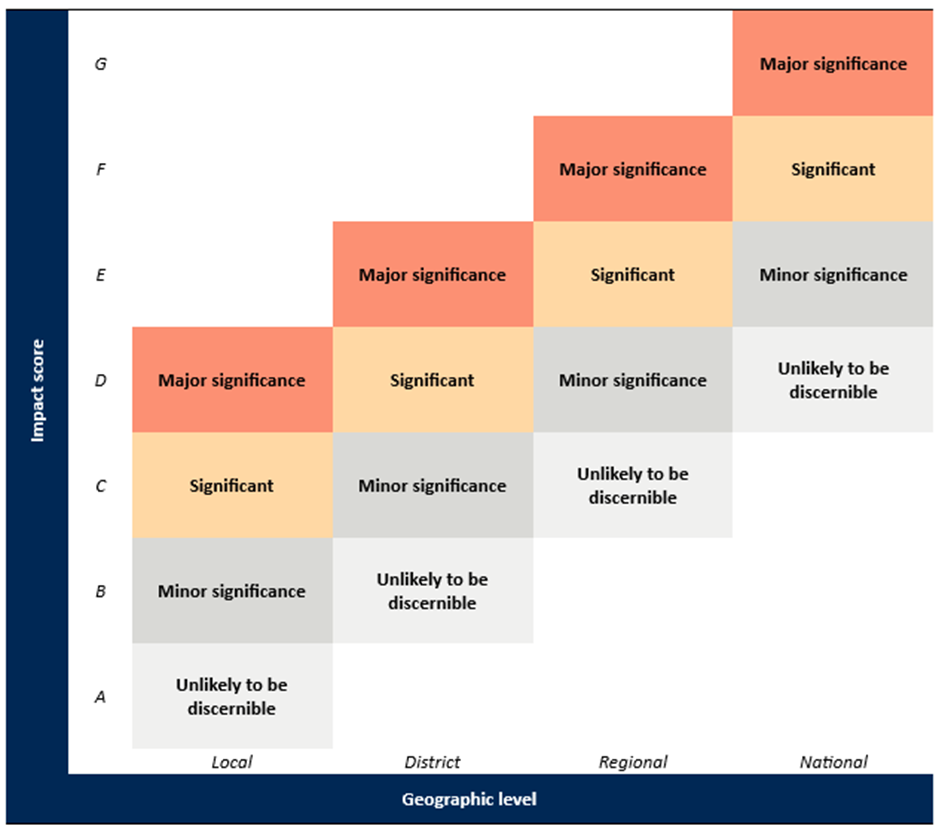 G
Major significance
F
Major significance
Significant
E
Major significance
Significant
Minor significance
Impact score
D
Major significance
Significant
Minor significance
Unlikely to be
discernible
C
Significant
Minor significance
Unlikely to be
discernible
B
Minor significance
Unlikely to be
discernible
A
Unlikely to be
discernible
Local
District
Regional
National
Geographic level